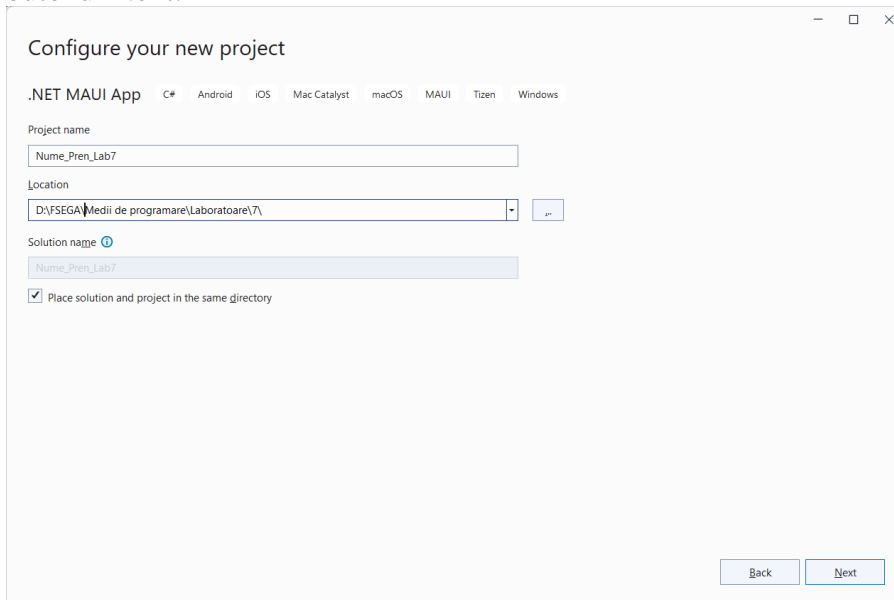 Configure your new project
.NET MAUI App C# Android iOS Mac Catalyst macOS MAUI Tizen Windows
Project name
Nume_Pren_Lab7
Location
D:\FSEGA\Medii de programare\Laboratoare\7\
...
Solution name
Nume_Pren_Lab7
Place solution and project in the same directory
Back Next